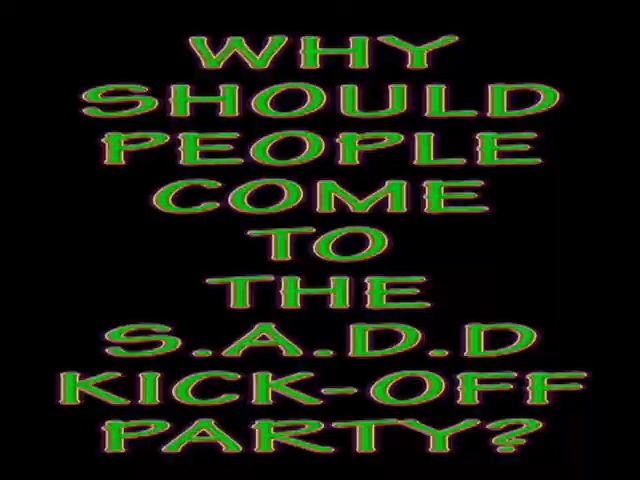 WHY
SHOULD
PEOPLE
COME
TO
THE
S.A.D.D
KICK-OFF
PARTY?